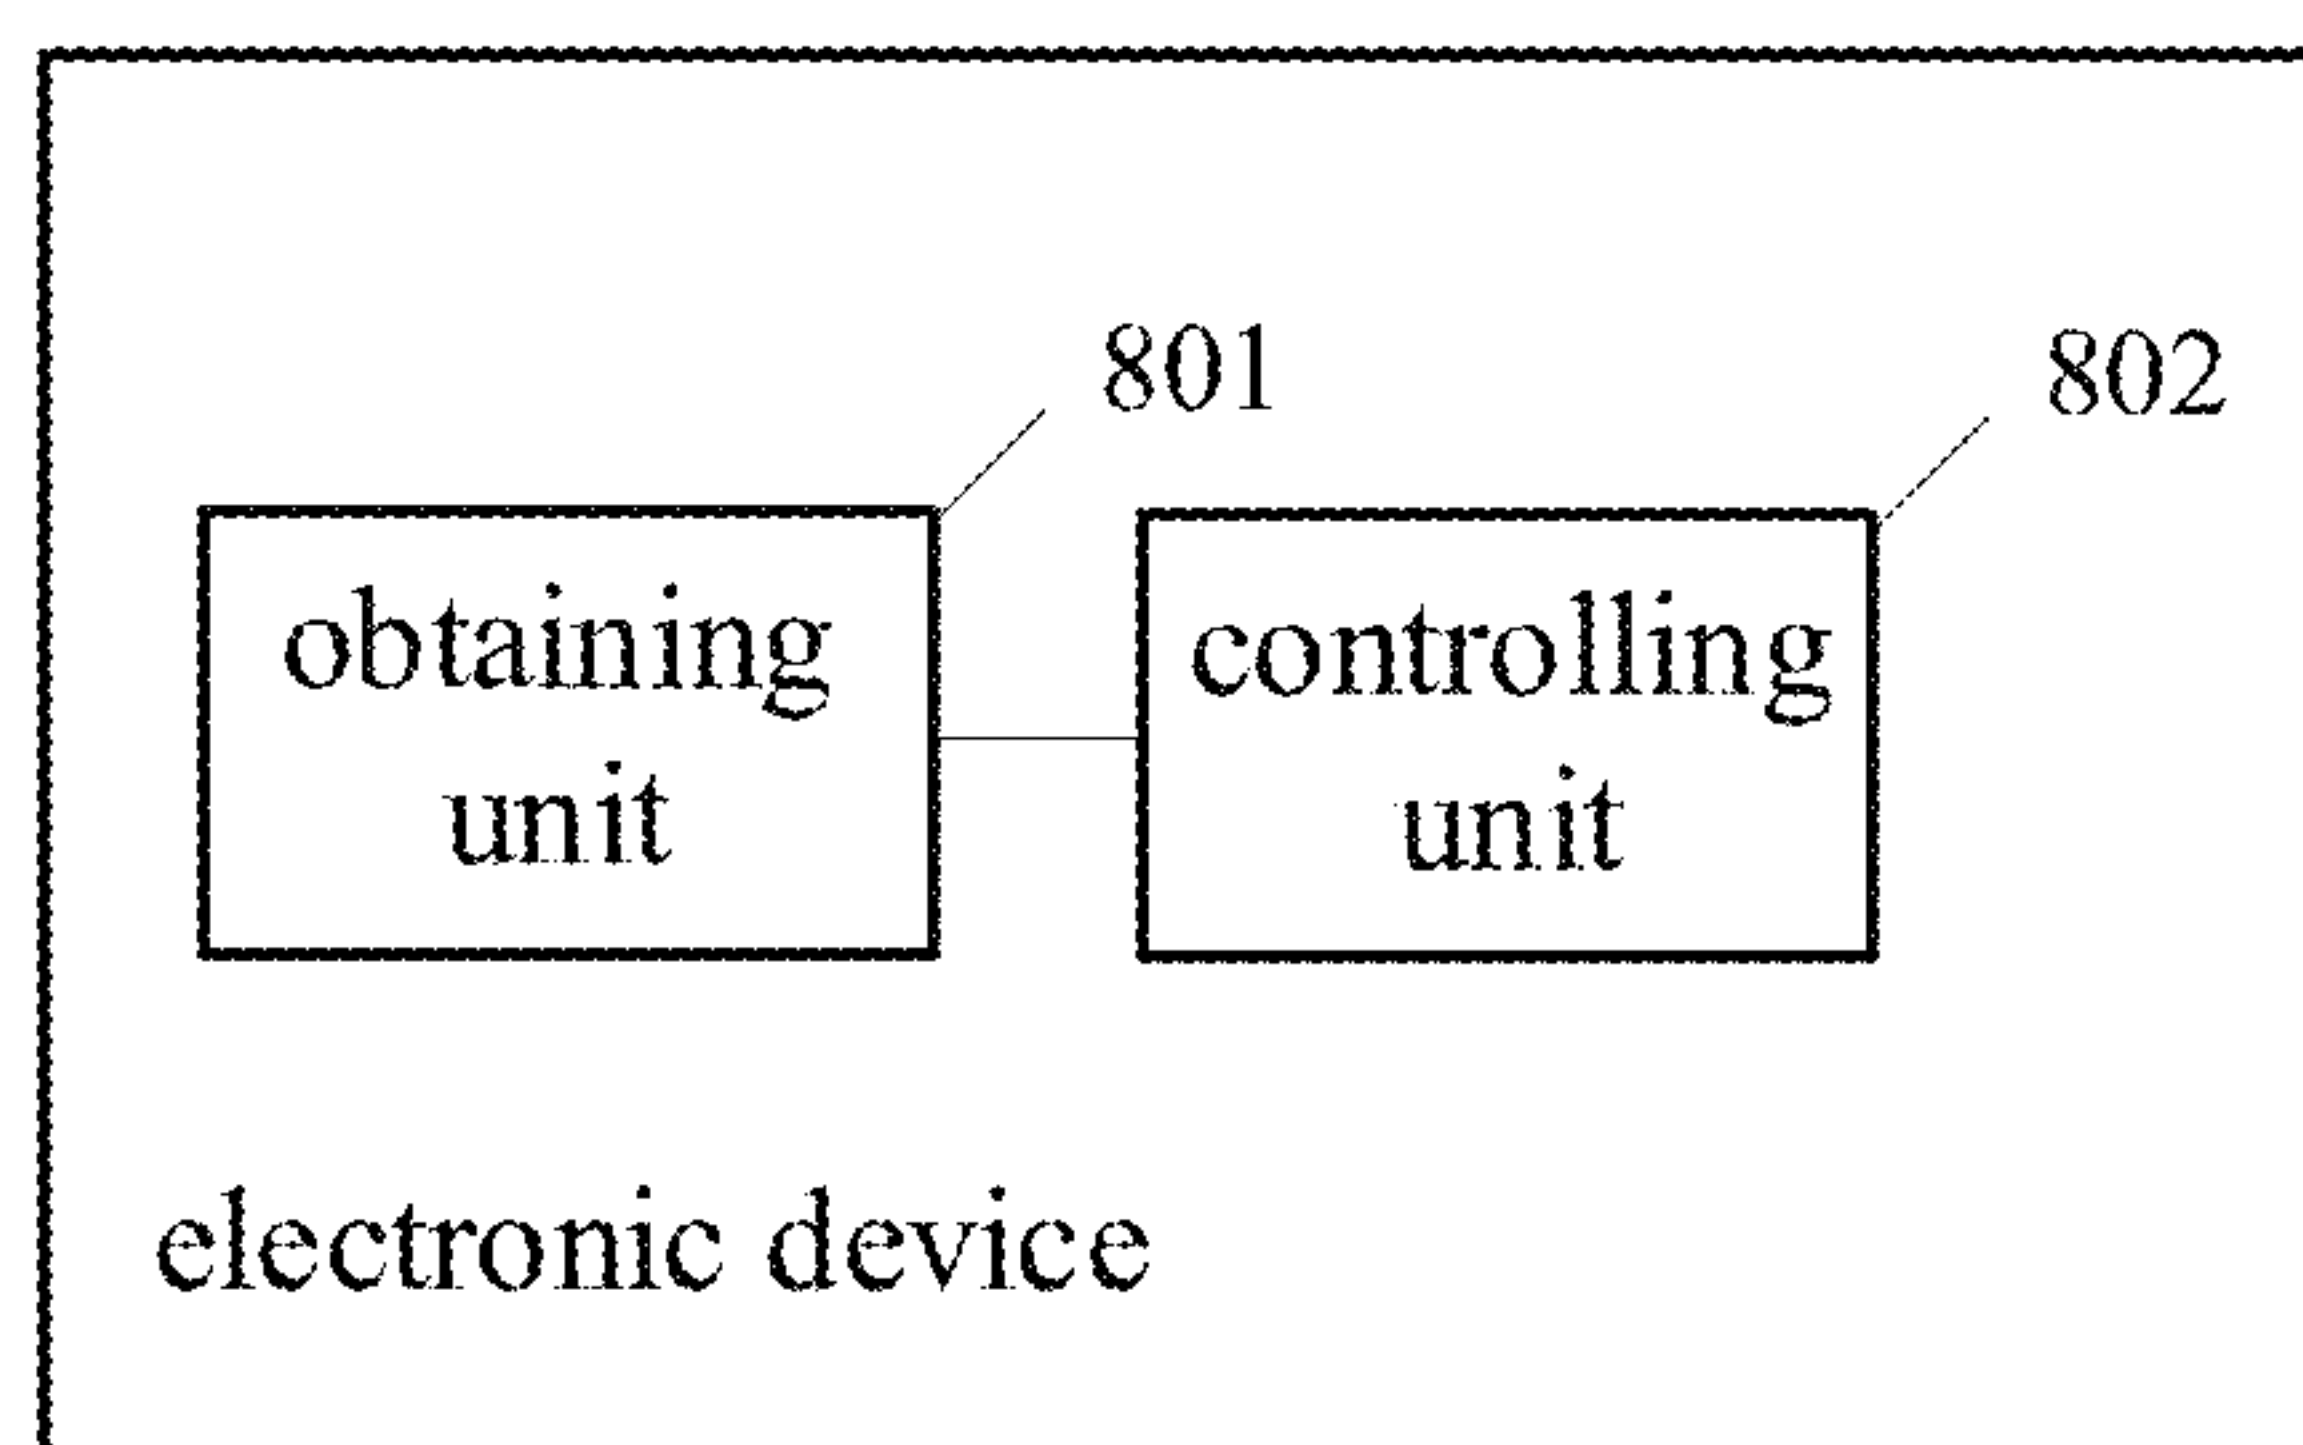 801
802
obtaining
unit
controlling
unit
electronic device